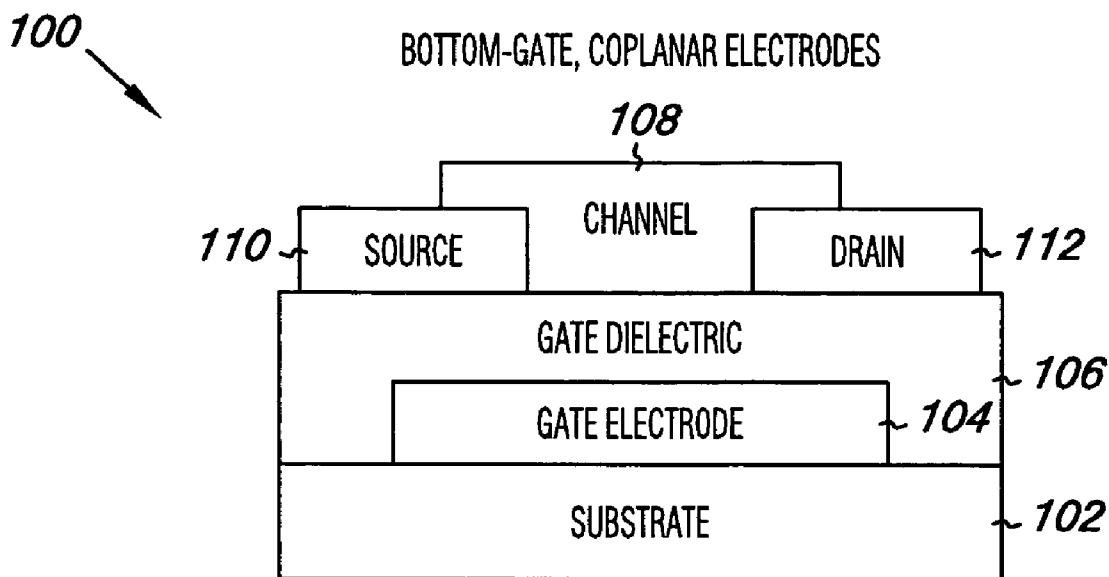 100
BOTTOM-GATE, COPLANAR ELECTRODES
108
CHANNEL
110
SOURCE
DRAIN
112
GATE DIELECTRIC
106
GATE ELECTRODE
104
SUBSTRATE
102